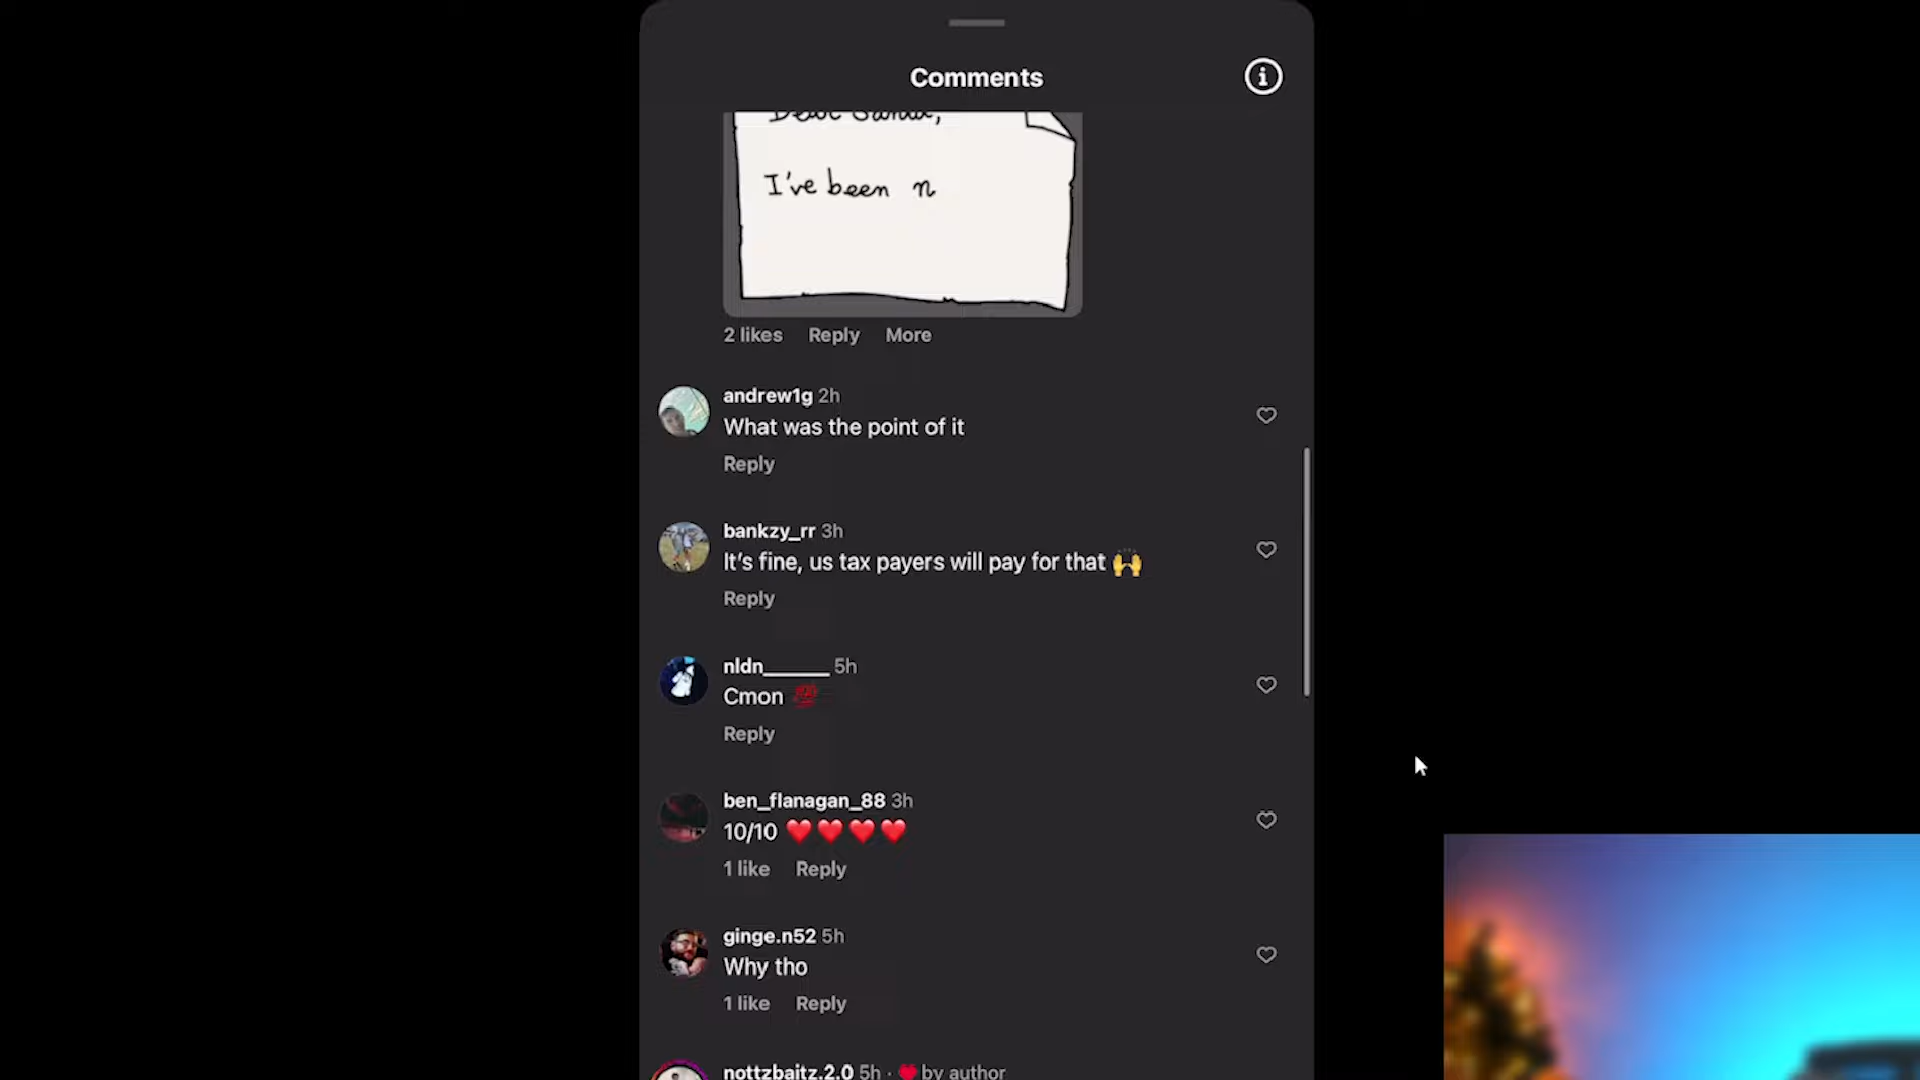 Comments
Dear Santa,
I've been n
2 likes Reply More
andrew1g 2h
What was the point of it
Reply
bankzy_rr 3h
It's fine, us tax payers will pay for that 🙌
Reply
nldn______ 5h
Cmon 💯
Reply
ben_flanagan_88 3h
10/10 ❤️❤️❤️❤️
1 like Reply
ginge.n52 5h
Why tho
1 like Reply
nottzbaitz.2.0 5h · ❤️ by author